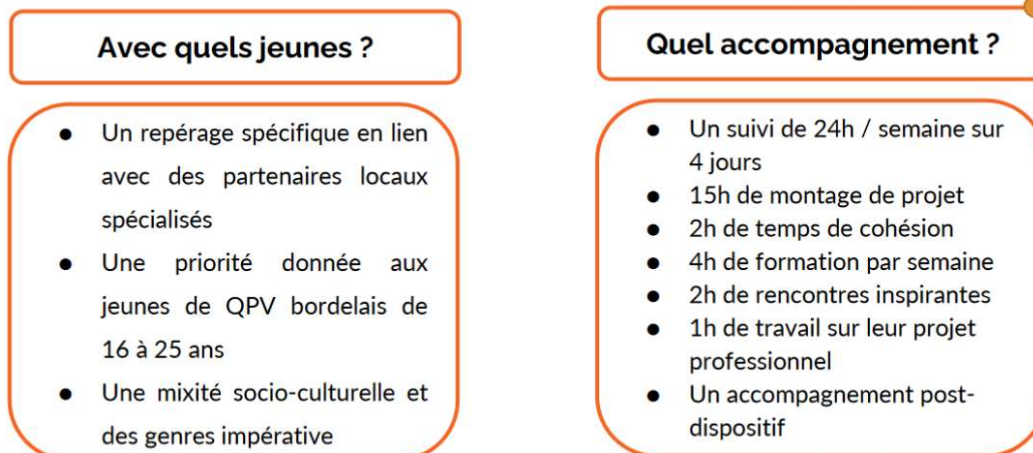 Avec quels jeunes ?
● Un repérage spécifique en lien
avec des partenaires locaux
spécialisés
● Une priorité donnée aux
jeunes de QPV bordelais de
16 à 25 ans
● Une mixité socio-culturelle et
des genres impérative
Quel accompagnement ?
● Un suivi de 24h / semaine sur
4 jours
● 15h de montage de projet
● 2h de temps de cohésion
● 4h de formation par semaine
● 2h de rencontres inspirantes
● 1h de travail sur leur projet
professionnel
● Un accompagnement post-
dispositif